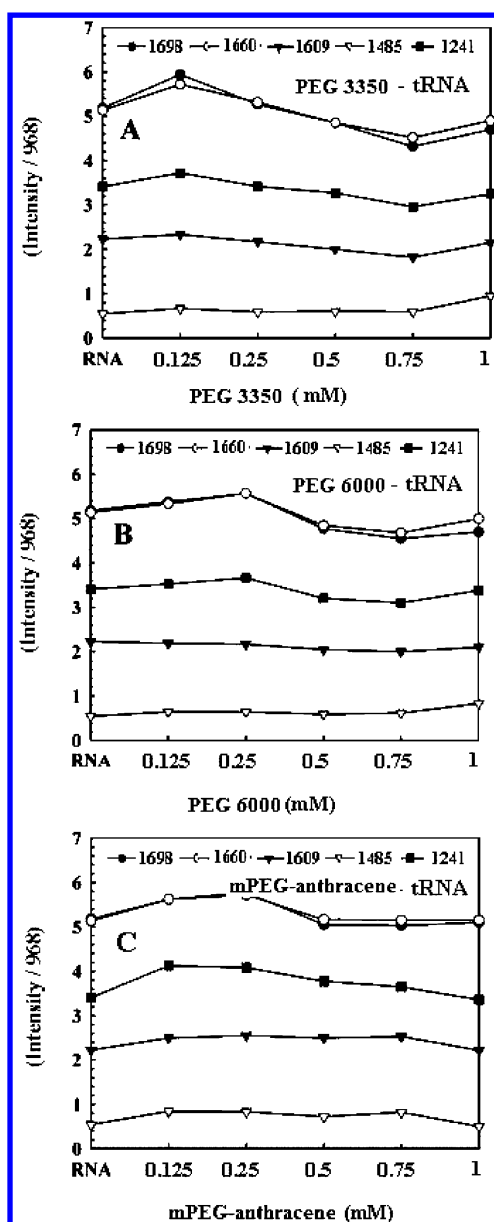 7
1698 1660 1609 1485 1241
6
PEG 3350 - tRNA
5
A
4
3
2
1
0
(Intensity / 968)
RNA 0.125 0.25 0.5 0.75 1
PEG 3350 (mM)
7
1698 1660 1609 1485 1241
6
PEG 6000 - tRNA
5
B
4
3
2
1
0
(Intensity / 968)
RNA 0.125 0.25 0.5 0.75 1
PEG 6000 (mM)
7
1698 1660 1609 1485 1241
6
mPEG-anthracene - tRNA
5
C
4
3
2
1
0
(Intensity / 968)
RNA 0.125 0.25 0.5 0.75 1
mPEG-anthracene (mM)